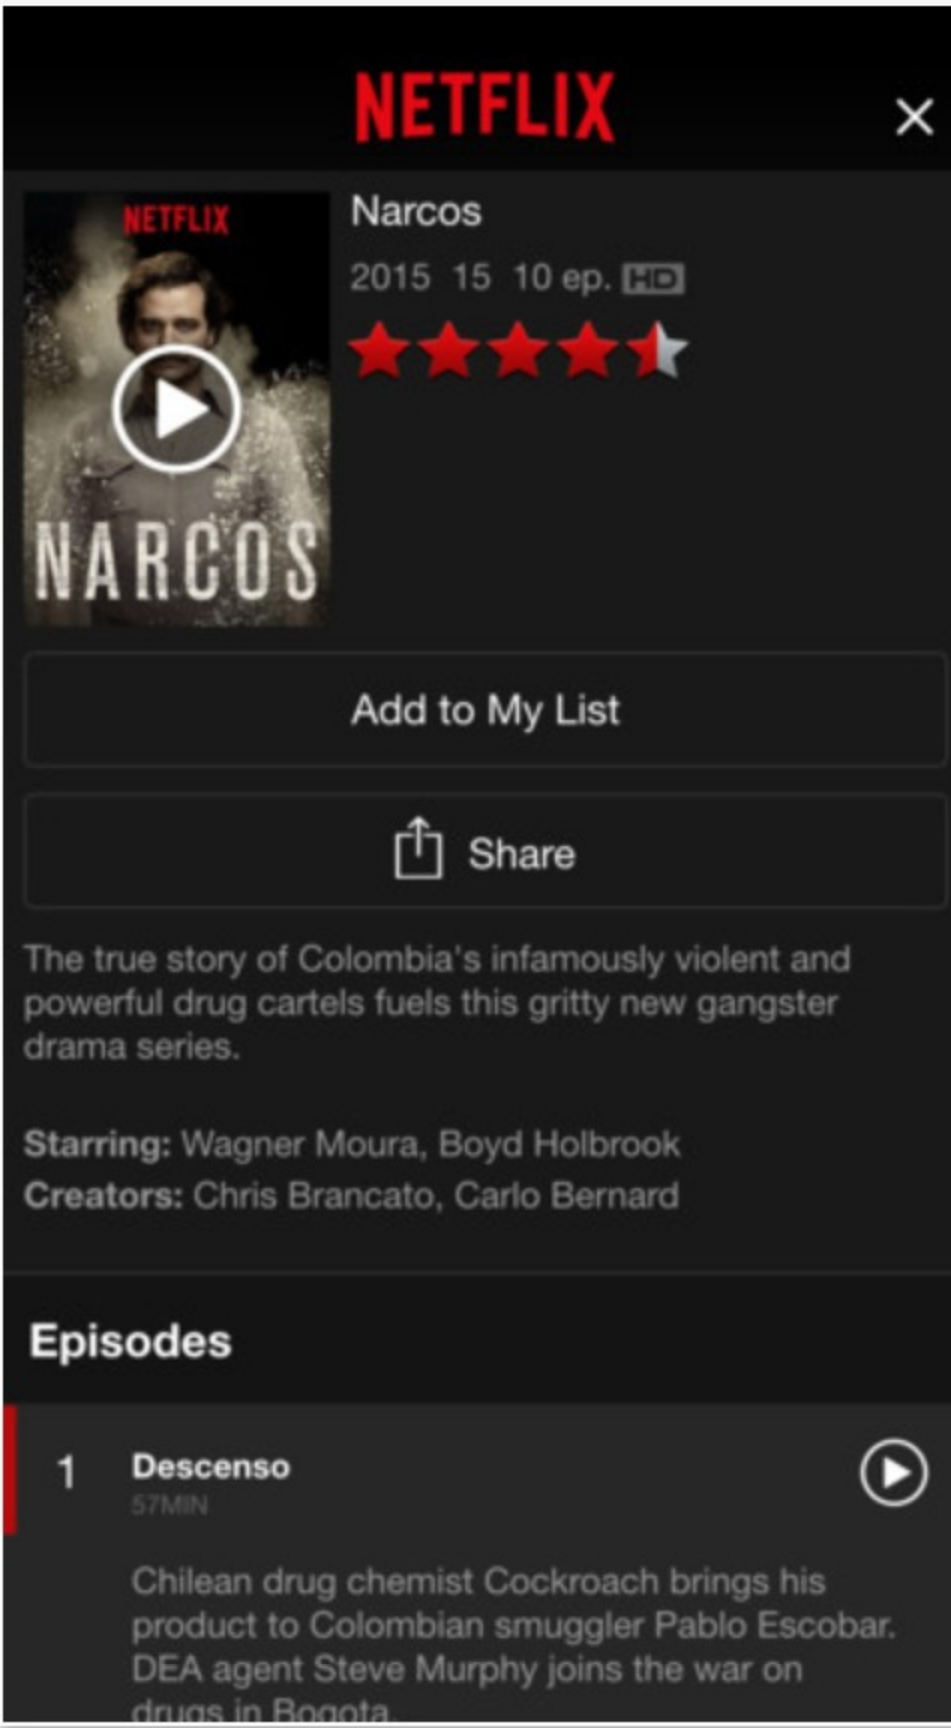 NETFLIX
NETFLIX
NARCOS
Narcos
2015 15 10 ep. HD
Add to My List
Share
The true story of Colombia's infamously violent and
powerful drug cartels fuels this gritty new gangster
drama series.
Starring: Wagner Moura, Boyd Holbrook
Creators: Chris Brancato, Carlo Bernard
Episodes
1 Descenso
57MIN
Chilean drug chemist Cockroach brings his
product to Colombian smuggler Pablo Escobar.
DEA agent Steve Murphy joins the war on
drugs in Bogota.